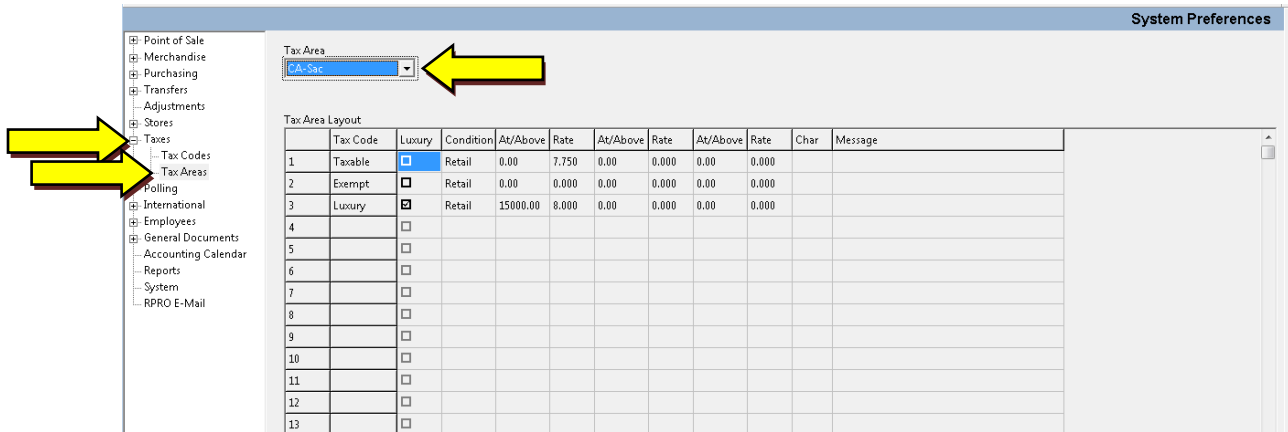 System Preferences
Point of Sale
Merchandise
Purchasing
Transfers
Adjustments
Stores
Taxes
Tax Codes
Tax Areas
Polling
International
Employees
General Documents
Accounting Calendar
Reports
System
RPRO E-Mail
Tax Area
CA-Sac
Tax Area Layout
Tax Code Luxury Condition At/Above Rate At/Above Rate At/Above Rate Char Message
1 Taxable Retail 0.00 7.750 0.00 0.000 0.00 0.000
2 Exempt Retail 0.00 0.000 0.00 0.000 0.00 0.000
3 Luxury Retail 15000.00 8.000 0.00 0.000 0.00 0.000
4
5
6
7
8
9
10
11
12
13